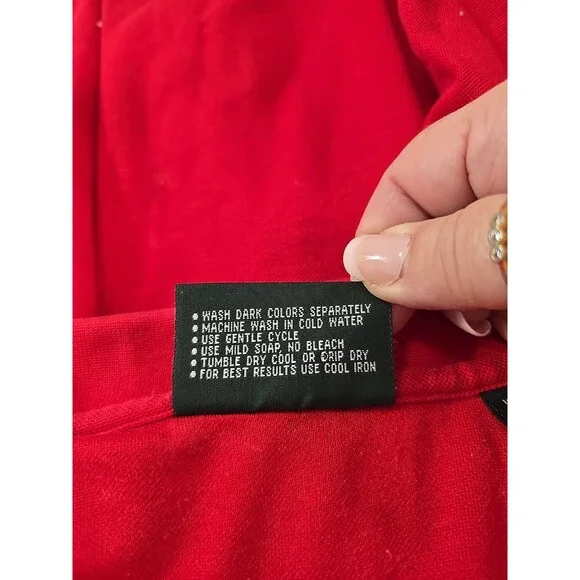 • WASH DARK COLORS SEPARATELY
• MACHINE WASH IN COLD WATER
• USE GENTLE CYCLE
• USE MILD SOAP, NO BLEACH
• TUMBLE DRY COOL OR DRIP DRY
• FOR BEST RESULTS USE COOL IRON